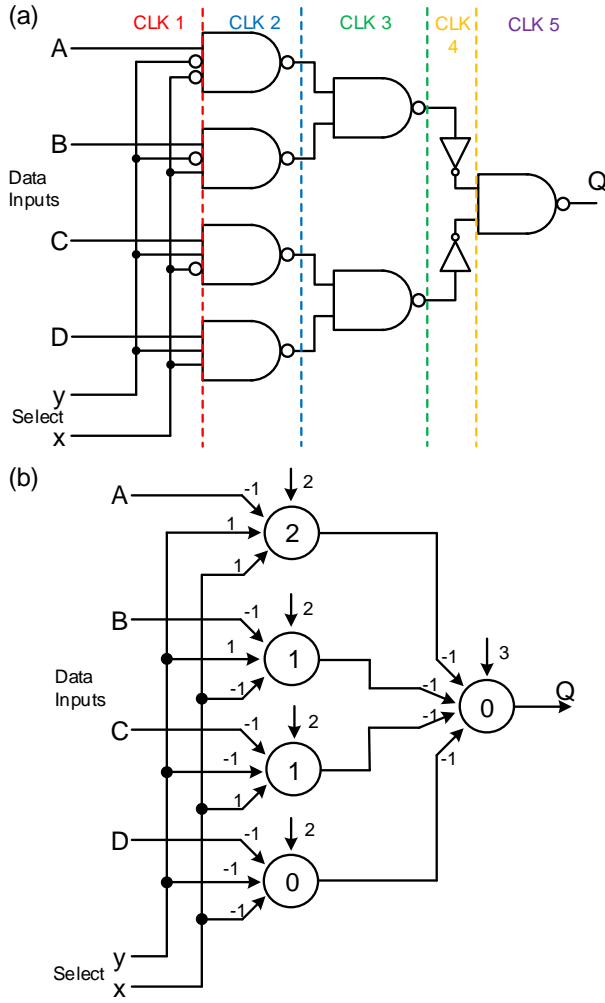 (a)
CLK 1 CLK 2 CLK 3 CLK 4 CLK 5
A
B
Data Inputs
C
D
y
Select
x
Q
(b)
A -1 2
1 2
1
B -1 2
1 1
-1
Data Inputs
C -1 2
-1 1
1
D -1 2
-1 0
-1
y
Select
x
-1 3
-1
-1 0 Q
-1